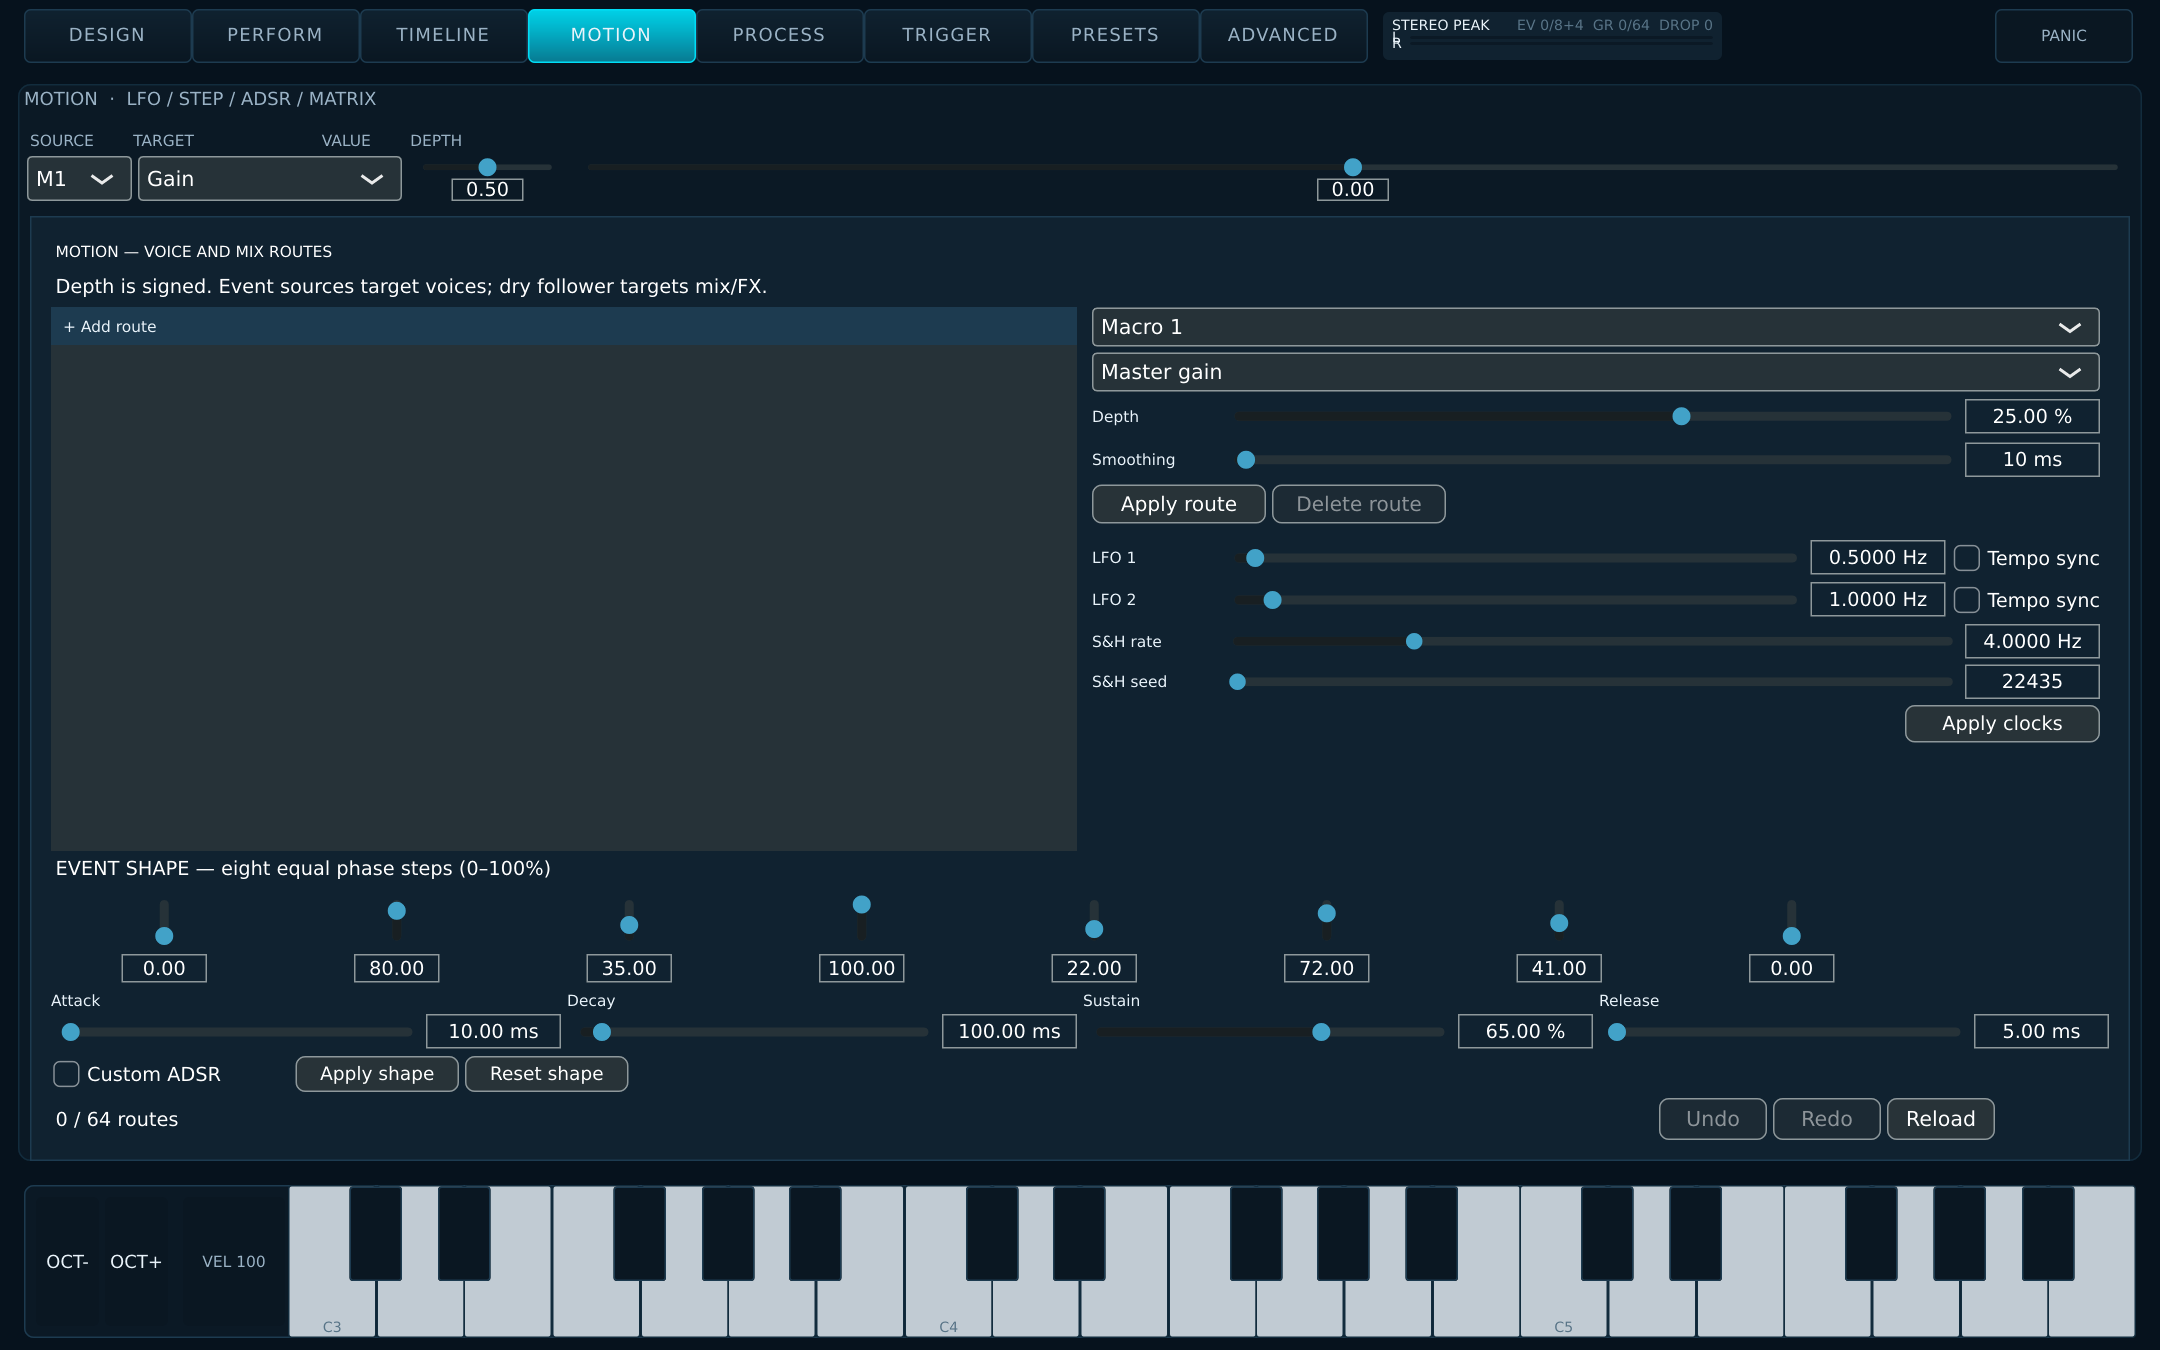 DESIGN PERFORM TIMELINE MOTION PROCESS TRIGGER PRESETS ADVANCED STEREO PEAK EV 0/8+4 GR 0/64 DROP 0 PANIC
L
R
MOTION · LFO / STEP / ADSR / MATRIX
SOURCE TARGET VALUE DEPTH
M1 Gain 0.50 0.00
MOTION — VOICE AND MIX ROUTES
Depth is signed. Event sources target voices; dry follower targets mix/FX.
+ Add route
Macro 1
Master gain
Depth 25.00 %
Smoothing 10 ms
Apply route Delete route
LFO 1 0.5000 Hz Tempo sync
LFO 2 1.0000 Hz Tempo sync
S&H rate 4.0000 Hz
S&H seed 22435
Apply clocks
EVENT SHAPE — eight equal phase steps (0–100%)
0.00 80.00 35.00 100.00 22.00 72.00 41.00 0.00
Attack Decay Sustain Release
10.00 ms 100.00 ms 65.00 % 5.00 ms
Custom ADSR Apply shape Reset shape
0 / 64 routes Undo Redo Reload
OCT- OCT+ VEL 100
C3 C4 C5